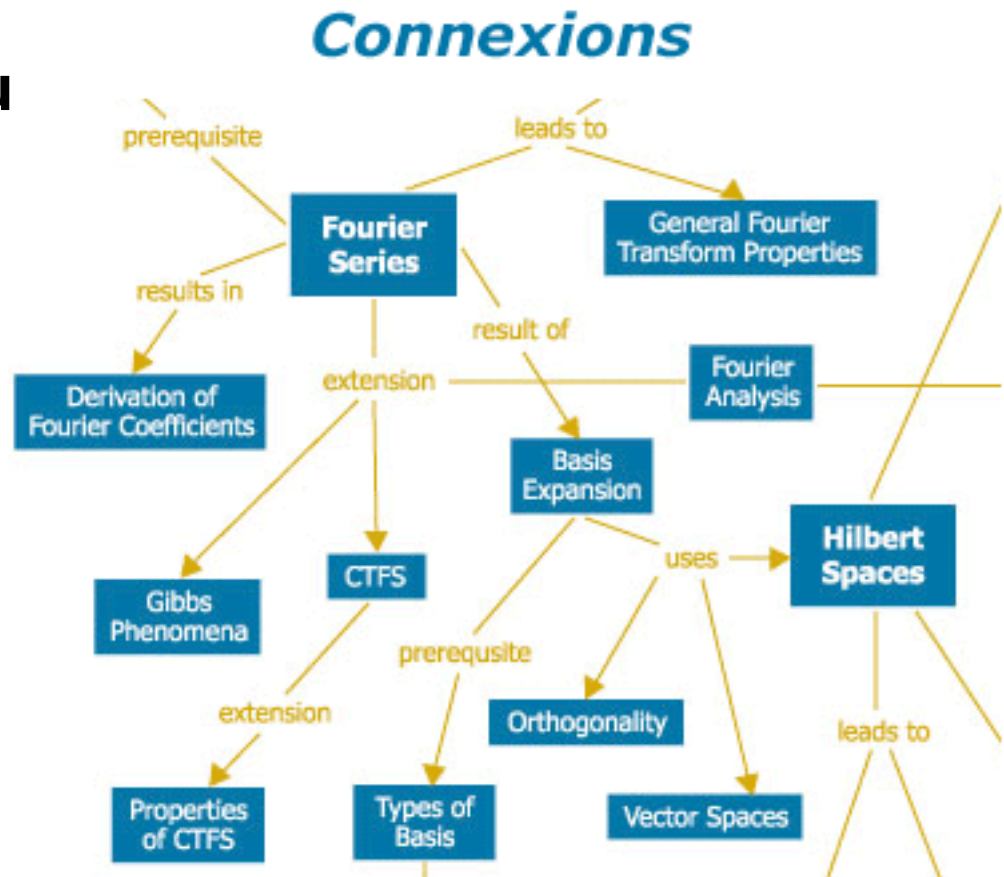 Connexions
u
prerequisite
leads to
Fourier
Series
General Fourier
Transform Properties
results in
result of
extension
Fourier
Analysis
Derivation of
Fourier Coefficients
Basis
Expansion
Hilbert
Spaces
uses
CTFS
Gibbs
Phenomena
prerequsite
extension
Orthogonality
leads to
Properties
of CTFS
Types of
Basis
Vector Spaces